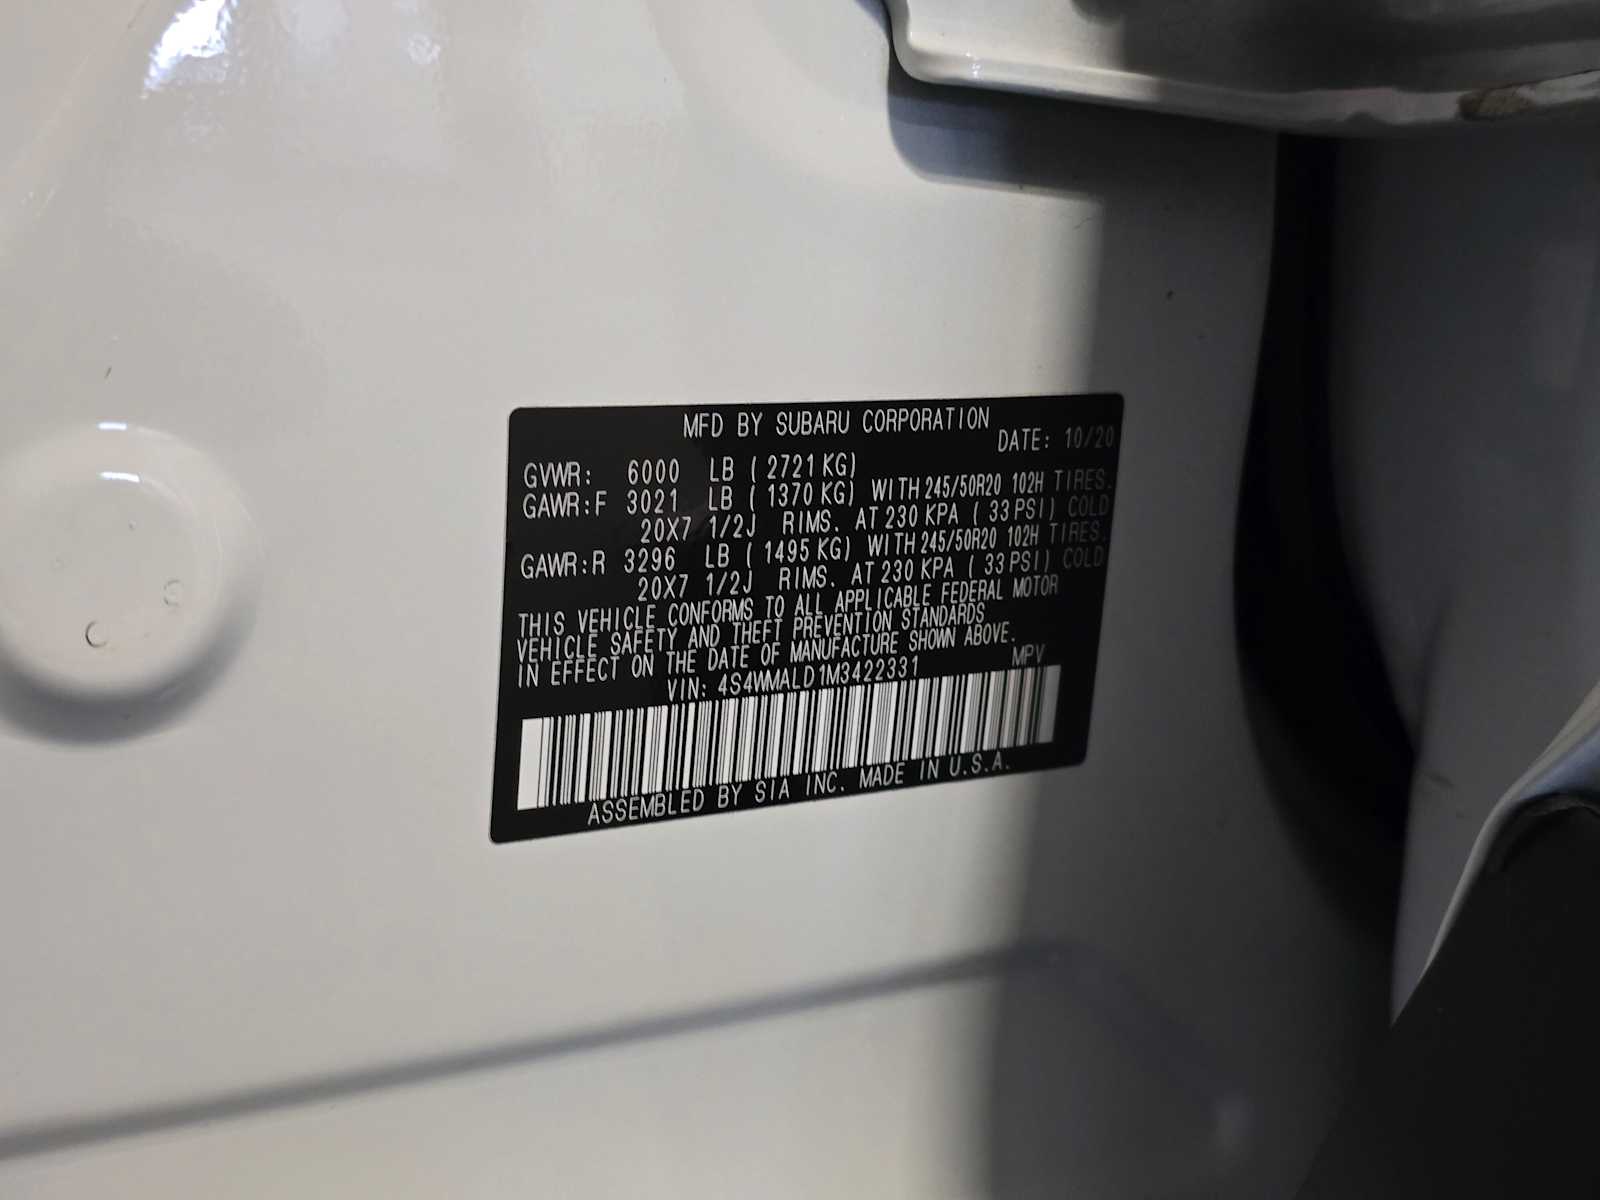 MFD BY SUBARU CORPORATION
DATE: 10/20
GVWR: 6000 LB ( 2721 KG)
GAWR:F 3021 LB ( 1370 KG) WITH 245/50R20 102H TIRES.
20X7 1/2J RIMS. AT 230 KPA ( 33 PSI) COLD
GAWR:R 3296 LB ( 1495 KG) WITH 245/50R20 102H TIRES.
20X7 1/2J RIMS. AT 230 KPA ( 33 PSI) COLD
THIS VEHICLE CONFORMS TO ALL APPLICABLE FEDERAL MOTOR
VEHICLE SAFETY AND THEFT PREVENTION STANDARDS
IN EFFECT ON THE DATE OF MANUFACTURE SHOWN ABOVE.
VIN: 4S4WMALD1M3422331 MPV
ASSEMBLED BY SIA INC. MADE IN U.S.A.